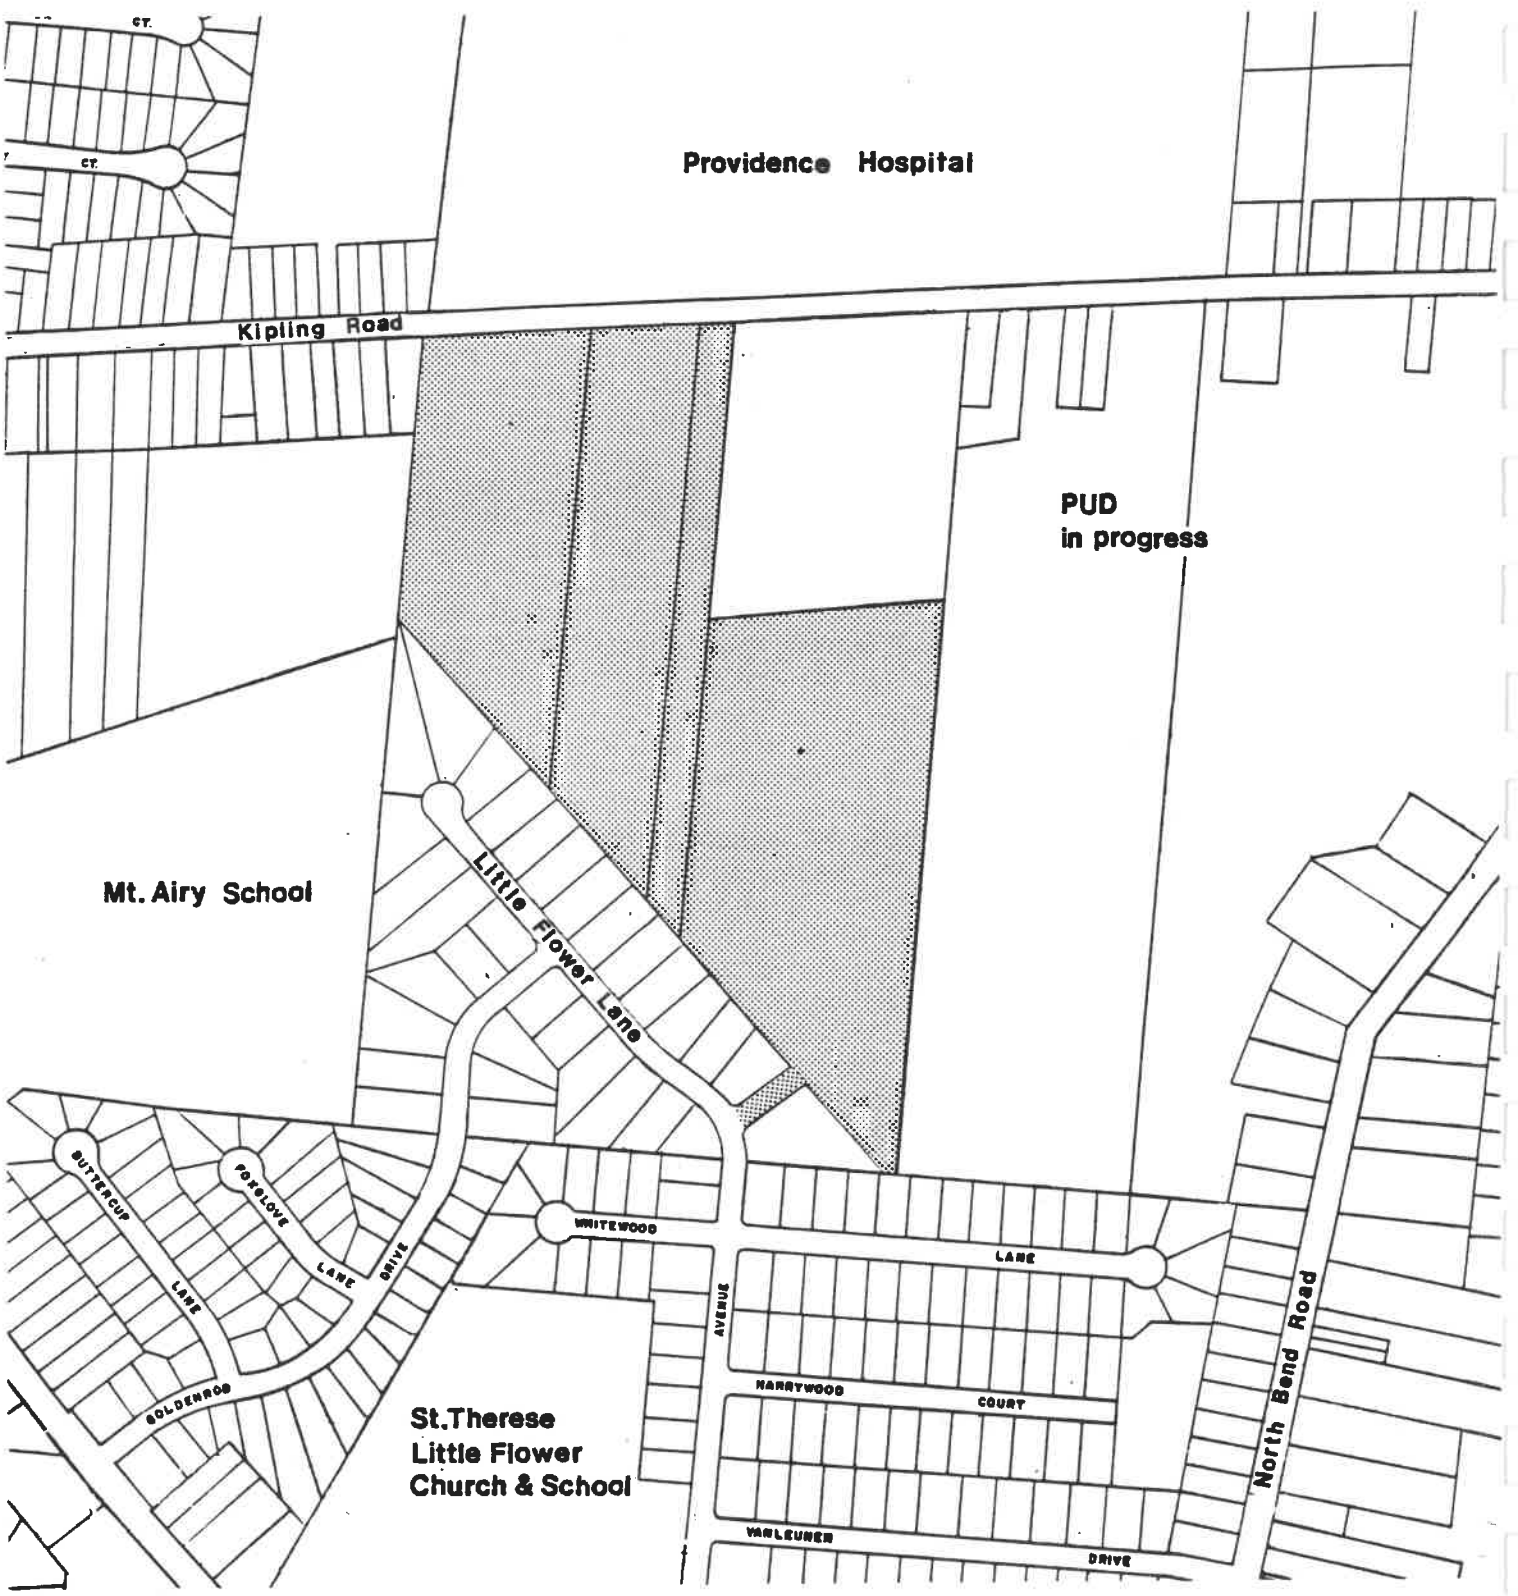 CT.
CT.
Providence Hospital
Kipling Road
PUD
in progress
Mt. Airy School
Little Flower Lane
BUTTERCUP
LANE
FOXGLOVE
LANE
DRIVE
GOLDENROD
WHITEWOOD
LANE
AVENUE
HARRYWOOD
COURT
St. Therese
Little Flower
Church & School
North Bend Road
VANLEUNEN
DRIVE